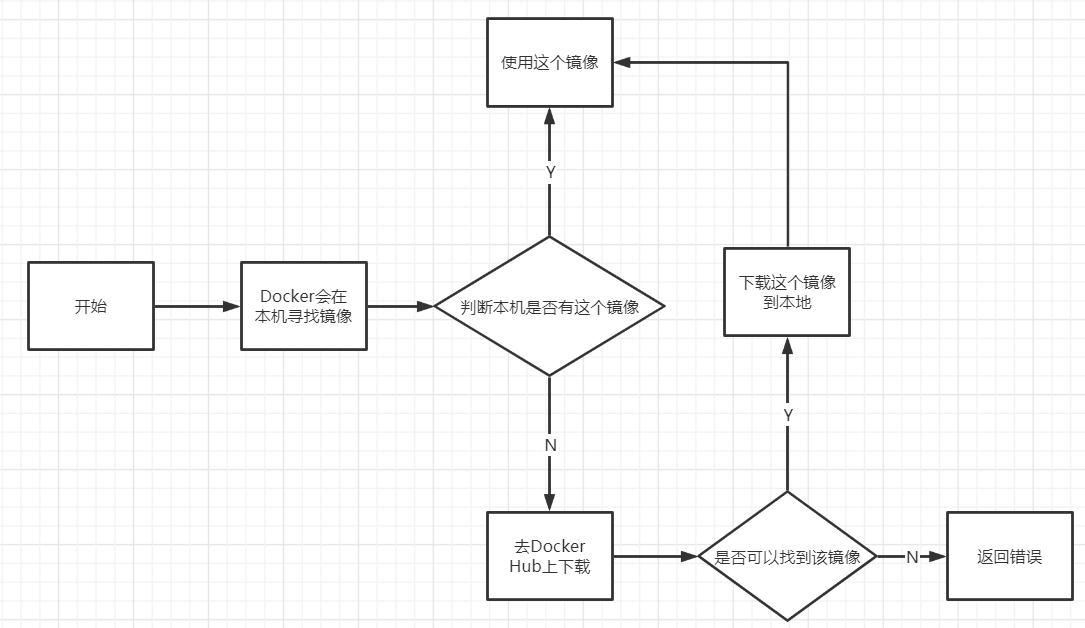 使用这个镜像
Y
开始
Docker会在
本机寻找镜像
判断本机是否有这个镜像
下载这个镜像
到本地
Y
N
去Docker
Hub上下载
是否可以找到该镜像
N
返回错误